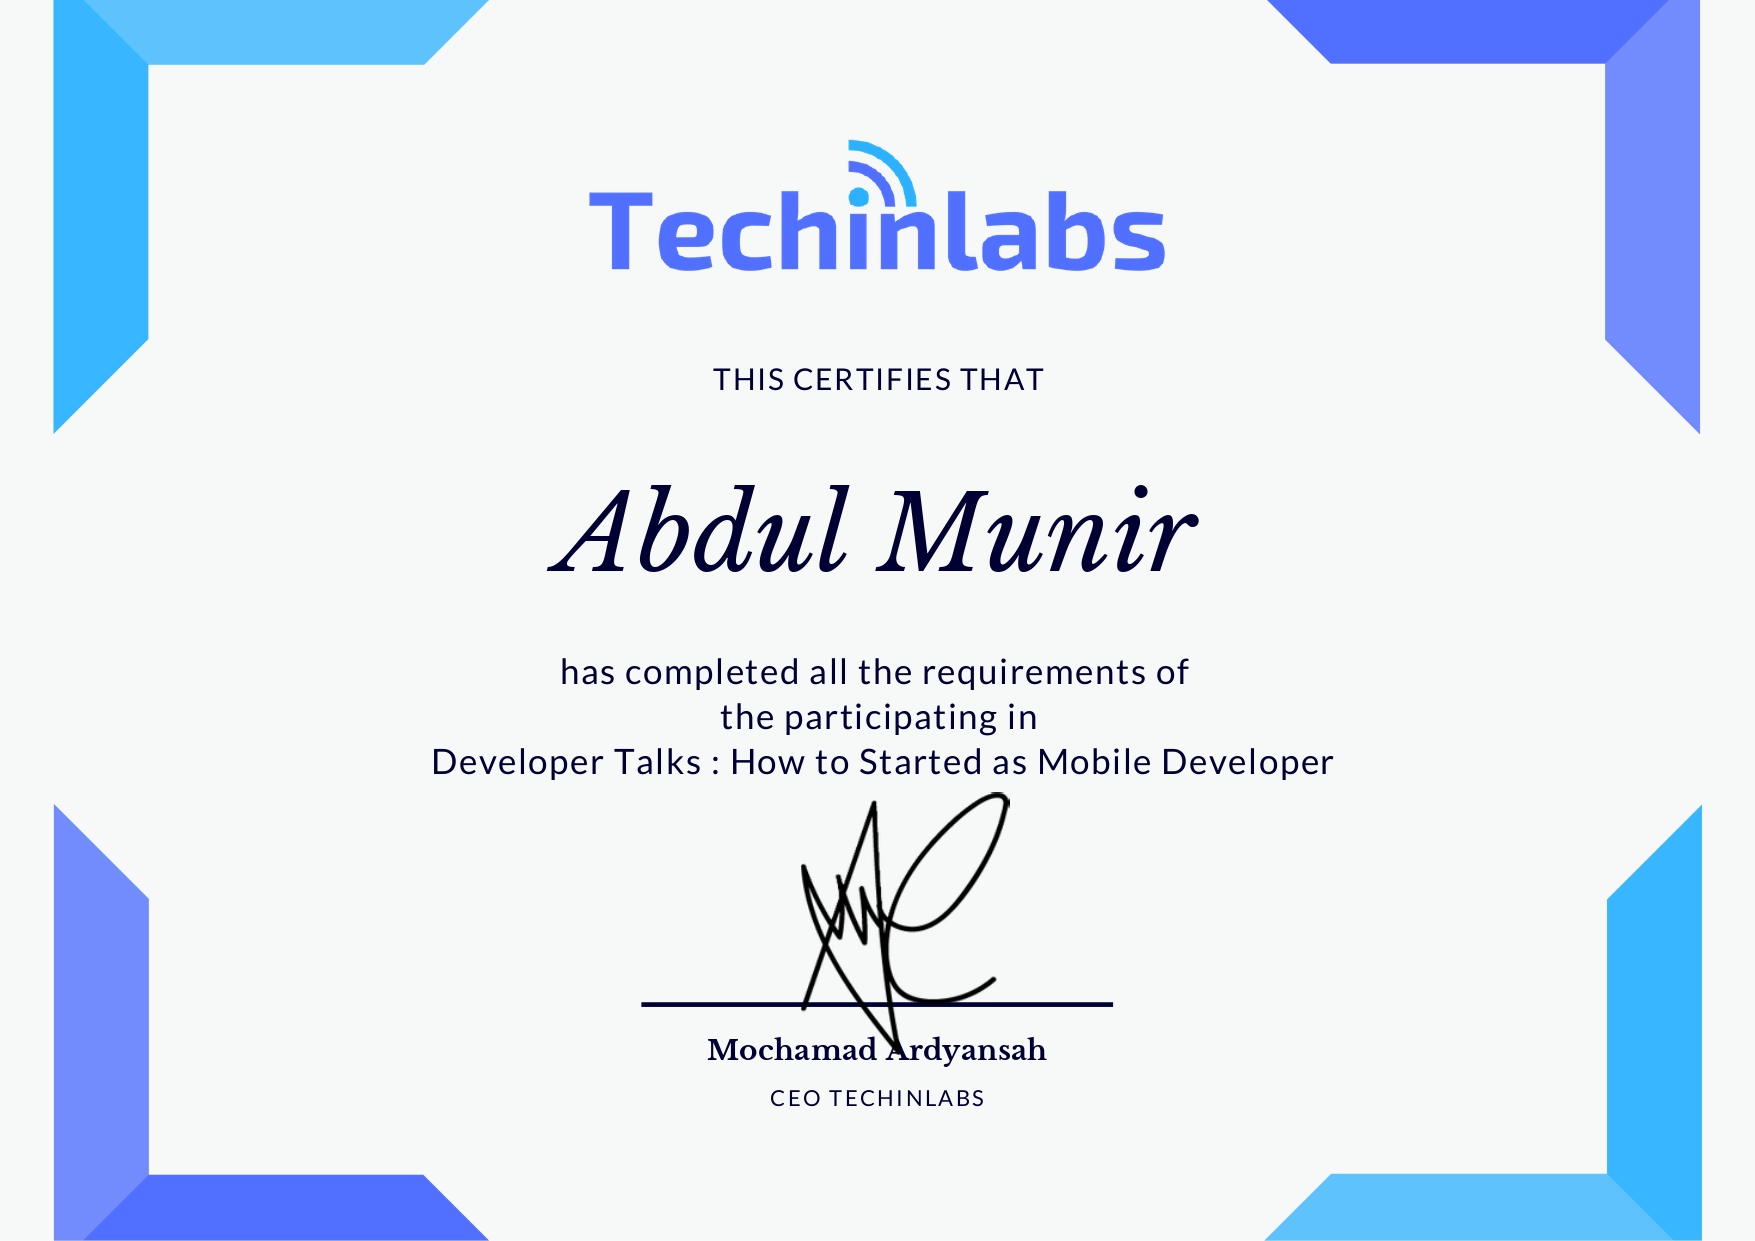 Techinlabs
THIS CERTIFIES THAT
Abdul Munir
has completed all the requirements of
the participating in
Developer Talks : How to Started as Mobile Developer
Mochamad Ardyansah
CEO TECHINLABS